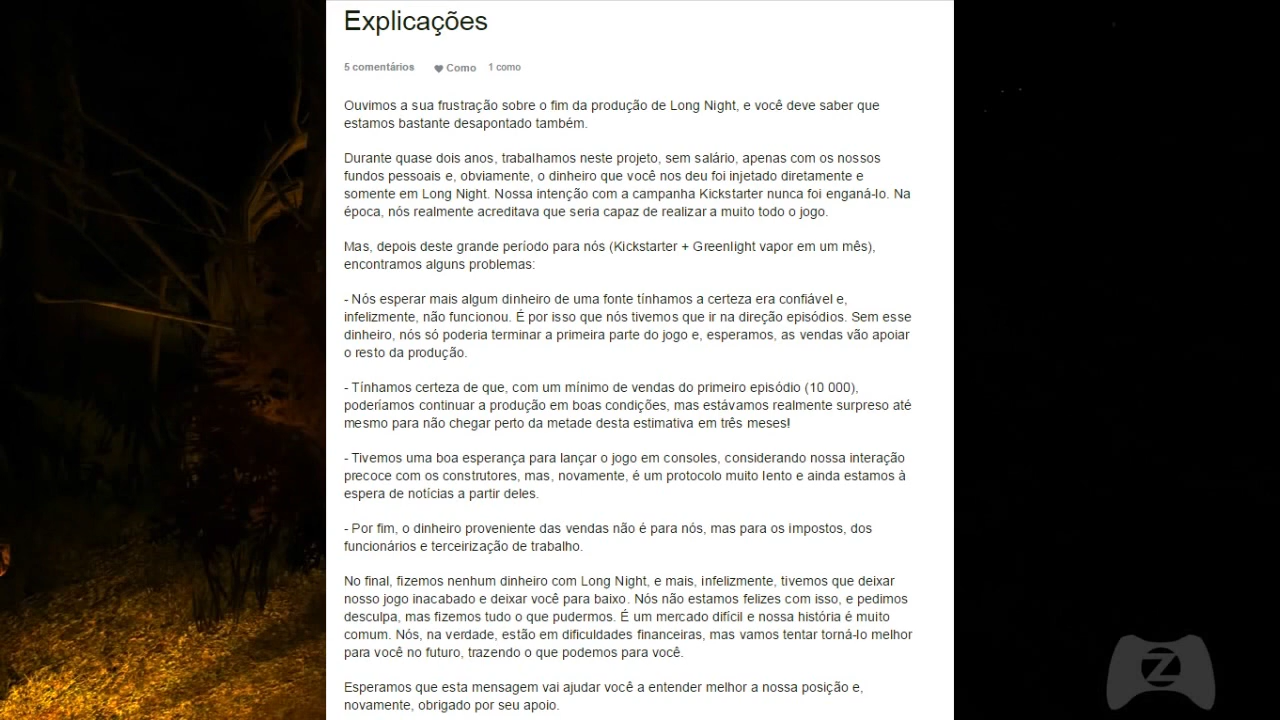 Explicações
5 comentários Como 1 como
Ouvimos a sua frustração sobre o fim da produção de Long Night, e você deve saber que
estamos bastante desapontado também.
Durante quase dois anos, trabalhamos neste projeto, sem salário, apenas com os nossos
fundos pessoais e, obviamente, o dinheiro que você nos deu foi injetado diretamente e
somente em Long Night. Nossa intenção com a campanha Kickstarter nunca foi enganá-lo. Na
época, nós realmente acreditava que seria capaz de realizar a muito todo o jogo.
Mas, depois deste grande período para nós (Kickstarter + Greenlight vapor em um mês),
encontramos alguns problemas:
- Nós esperar mais algum dinheiro de uma fonte tínhamos a certeza era confiável e,
infelizmente, não funcionou. É por isso que nós tivemos que ir na direção episódios. Sem esse
dinheiro, nós só poderia terminar a primeira parte do jogo e, esperamos, as vendas vão apoiar
o resto da produção.
- Tínhamos certeza de que, com um mínimo de vendas do primeiro episódio (10 000),
poderíamos continuar a produção em boas condições, mas estávamos realmente surpreso até
mesmo para não chegar perto da metade desta estimativa em três meses!
- Tivemos uma boa esperança para lançar o jogo em consoles, considerando nossa interação
precoce com os construtores, mas, novamente, é um protocolo muito lento e ainda estamos à
espera de notícias a partir deles.
- Por fim, o dinheiro proveniente das vendas não é para nós, mas para os impostos, dos
funcionários e terceirização de trabalho.
No final, fizemos nenhum dinheiro com Long Night, e mais, infelizmente, tivemos que deixar
nosso jogo inacabado e deixar você para baixo. Nós não estamos felizes com isso, e pedimos
desculpa, mas fizemos tudo o que pudermos. É um mercado difícil e nossa história é muito
comum. Nós, na verdade, estão em dificuldades financeiras, mas vamos tentar torná-lo melhor
para você no futuro, trazendo o que podemos para você.
Esperamos que esta mensagem vai ajudar você a entender melhor a nossa posição e,
novamente, obrigado por seu apoio.
Z